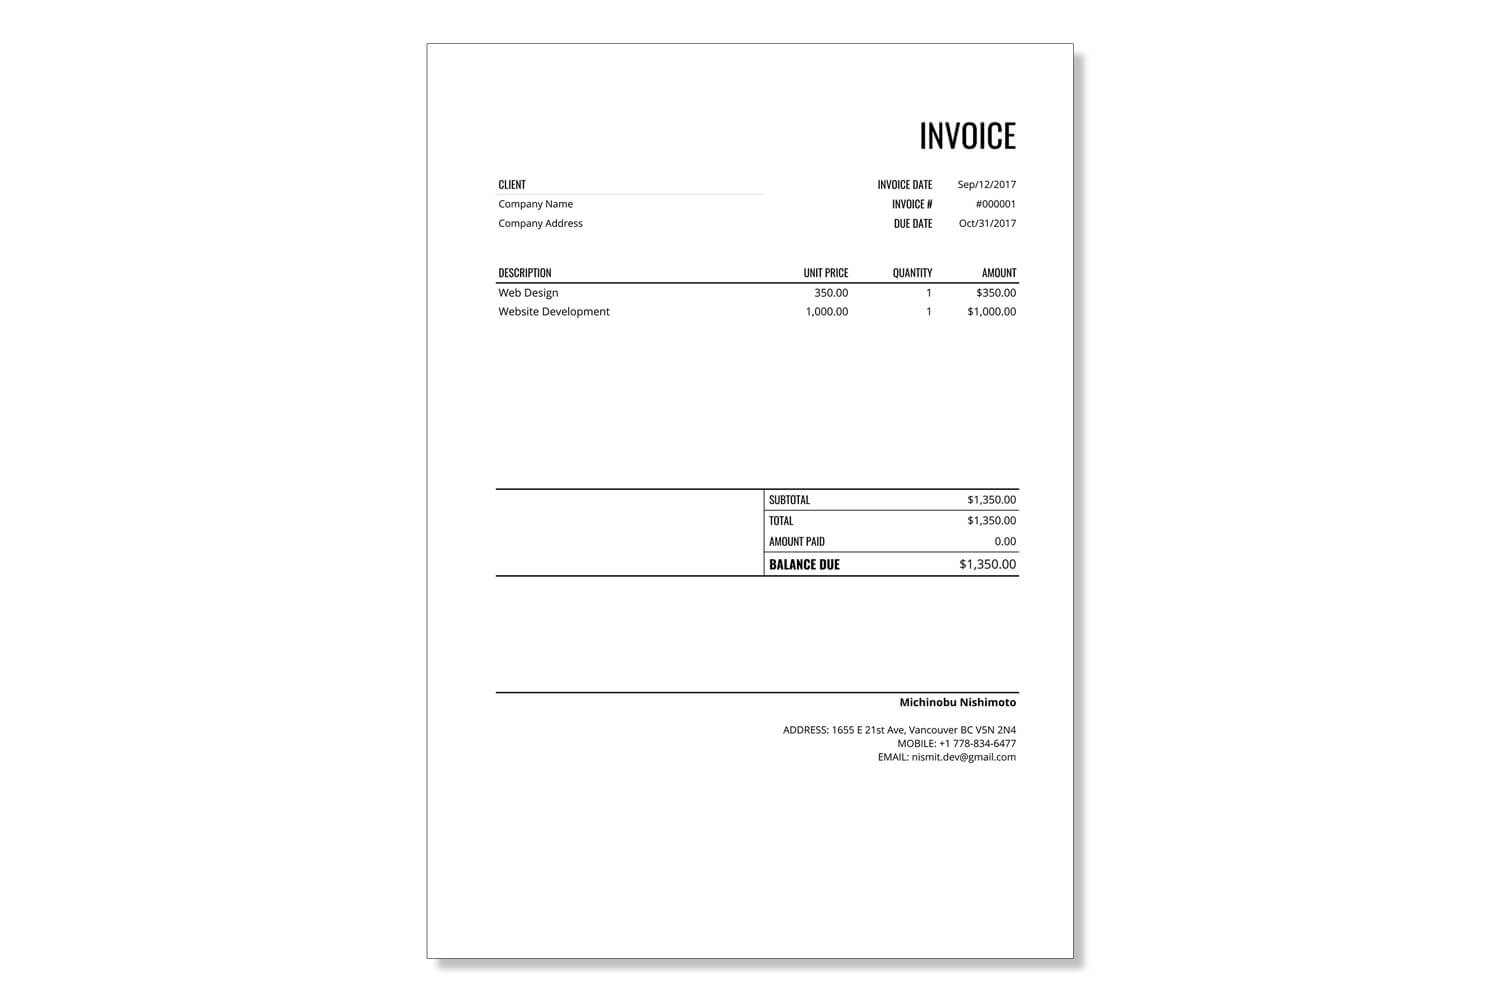 INVOICE
CLIENT INVOICE DATE Sep/12/2017
Company Name INVOICE # #000001
Company Address DUE DATE Oct/31/2017
DESCRIPTION UNIT PRICE QUANTITY AMOUNT
Web Design 350.00 1 $350.00
Website Development 1,000.00 1 $1,000.00
SUBTOTAL $1,350.00
TOTAL $1,350.00
AMOUNT PAID 0.00
BALANCE DUE $1,350.00
Michinobu Nishimoto
ADDRESS: 1655 E 21st Ave, Vancouver BC V5N 2N4
MOBILE: +1 778-834-6477
EMAIL: nismit.dev@gmail.com